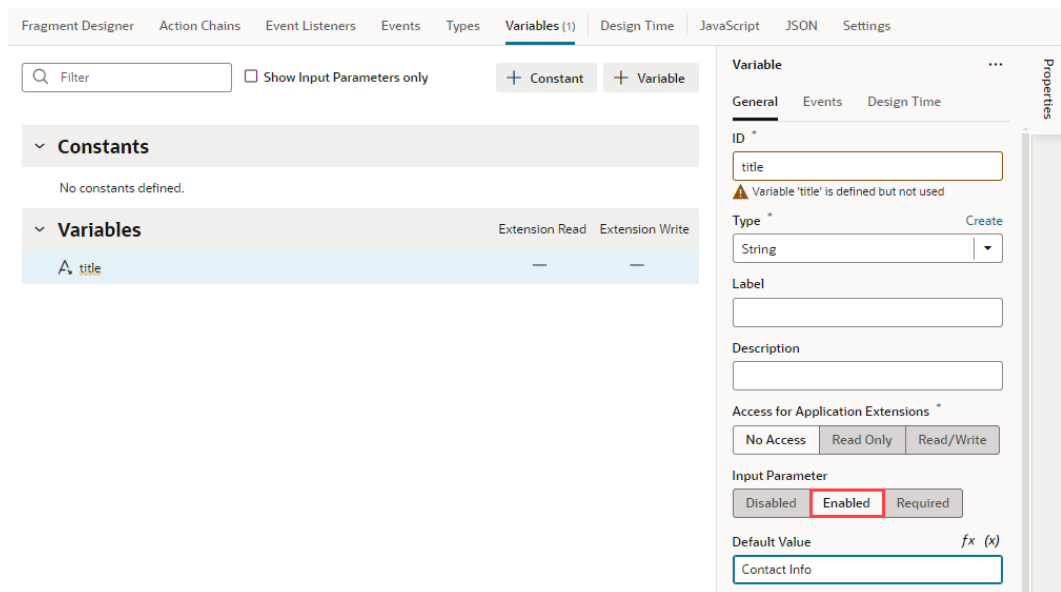 Fragment Designer Action Chains Event Listeners Events Types Variables (1) Design Time JavaScript JSON Settings
Filter Show Input Parameters only + Constant + Variable
Constants
No constants defined.
Variables Extension Read Extension Write
title — —
Variable ...
General Events Design Time
ID *
title
Variable 'title' is defined but not used
Type * Create
String
Label
Description
Access for Application Extensions *
No Access Read Only Read/Write
Input Parameter
Disabled Enabled Required
Default Value fx (x)
Contact Info
Properties